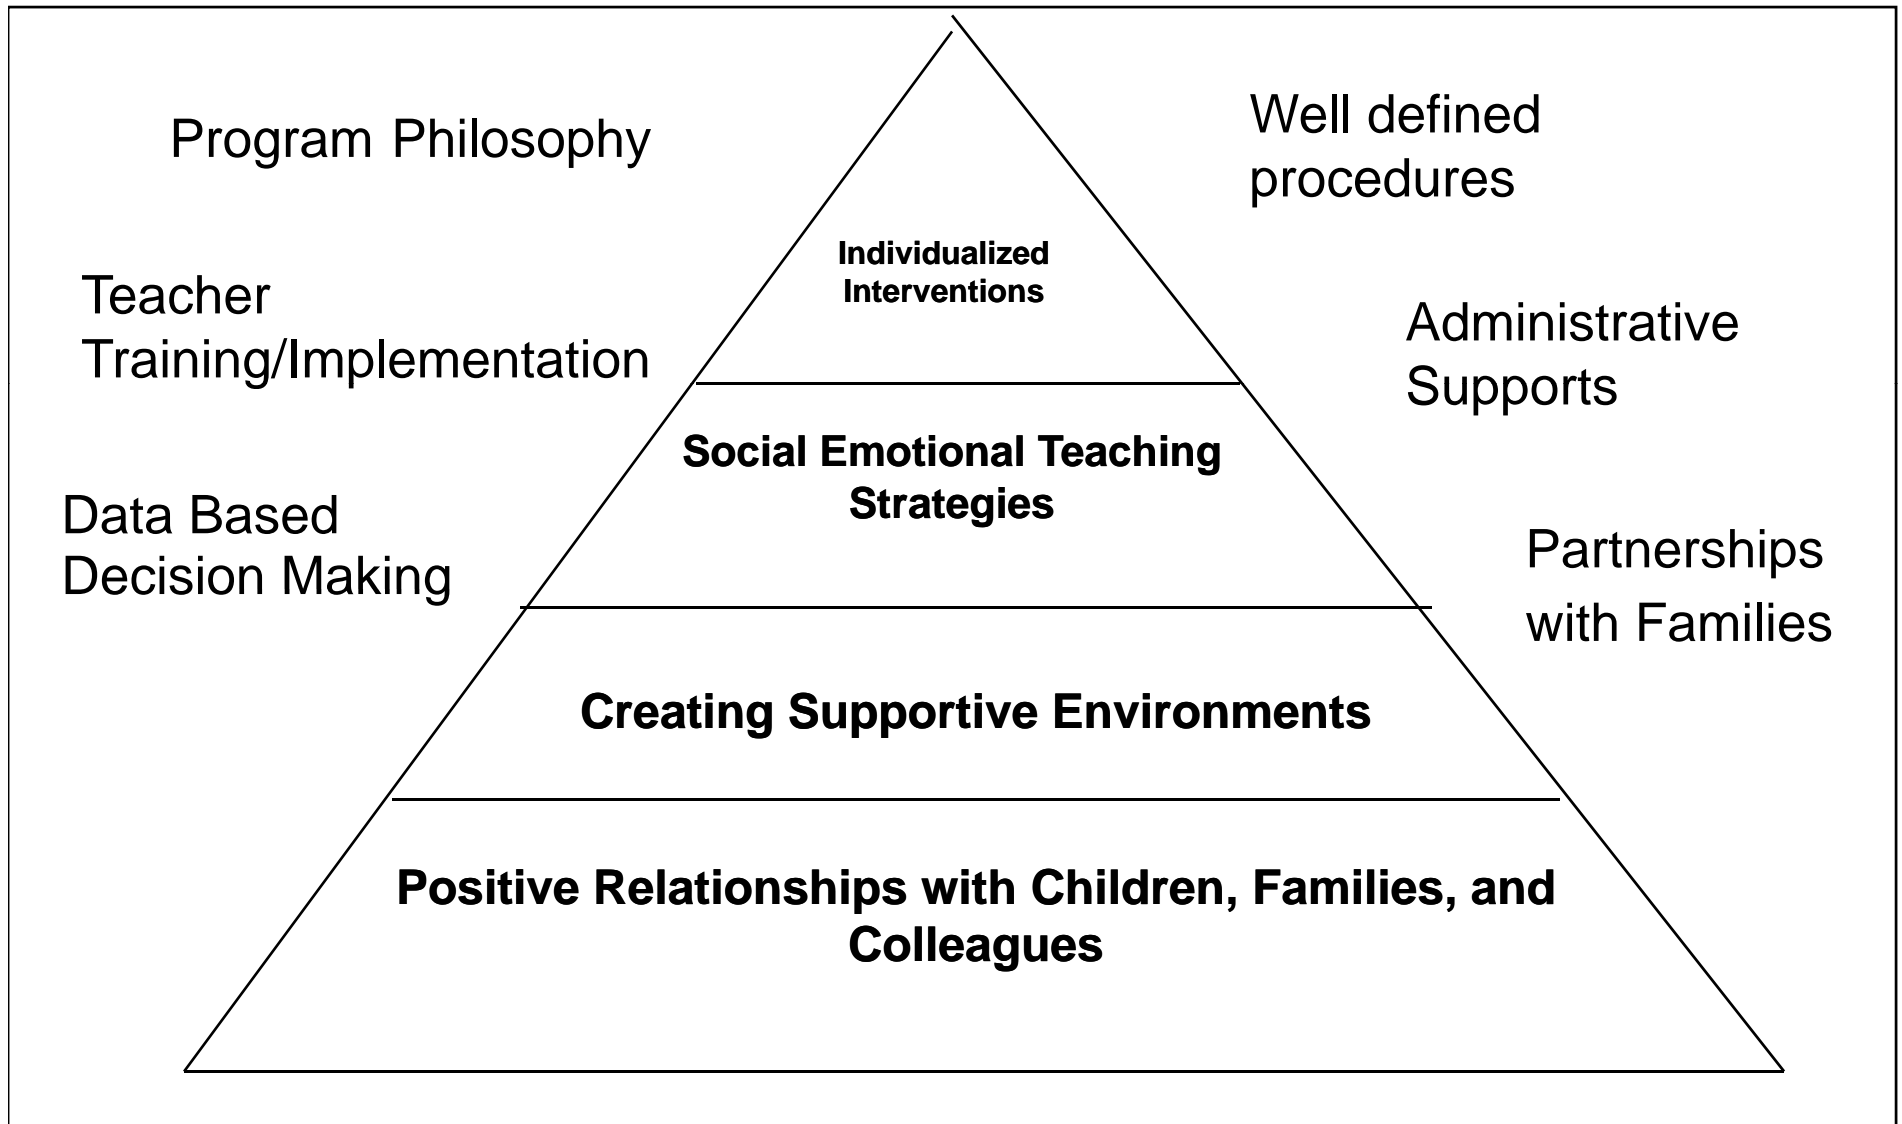 Program Philosophy
Well defined
procedures
Individualized
Interventions
Teacher
Training/Implementation
Administrative
Supports
Social Emotional Teaching
Strategies
Data Based
Decision Making
Partnerships
with Families
Creating Supportive Environments
Positive Relationships with Children, Families, and
Colleagues